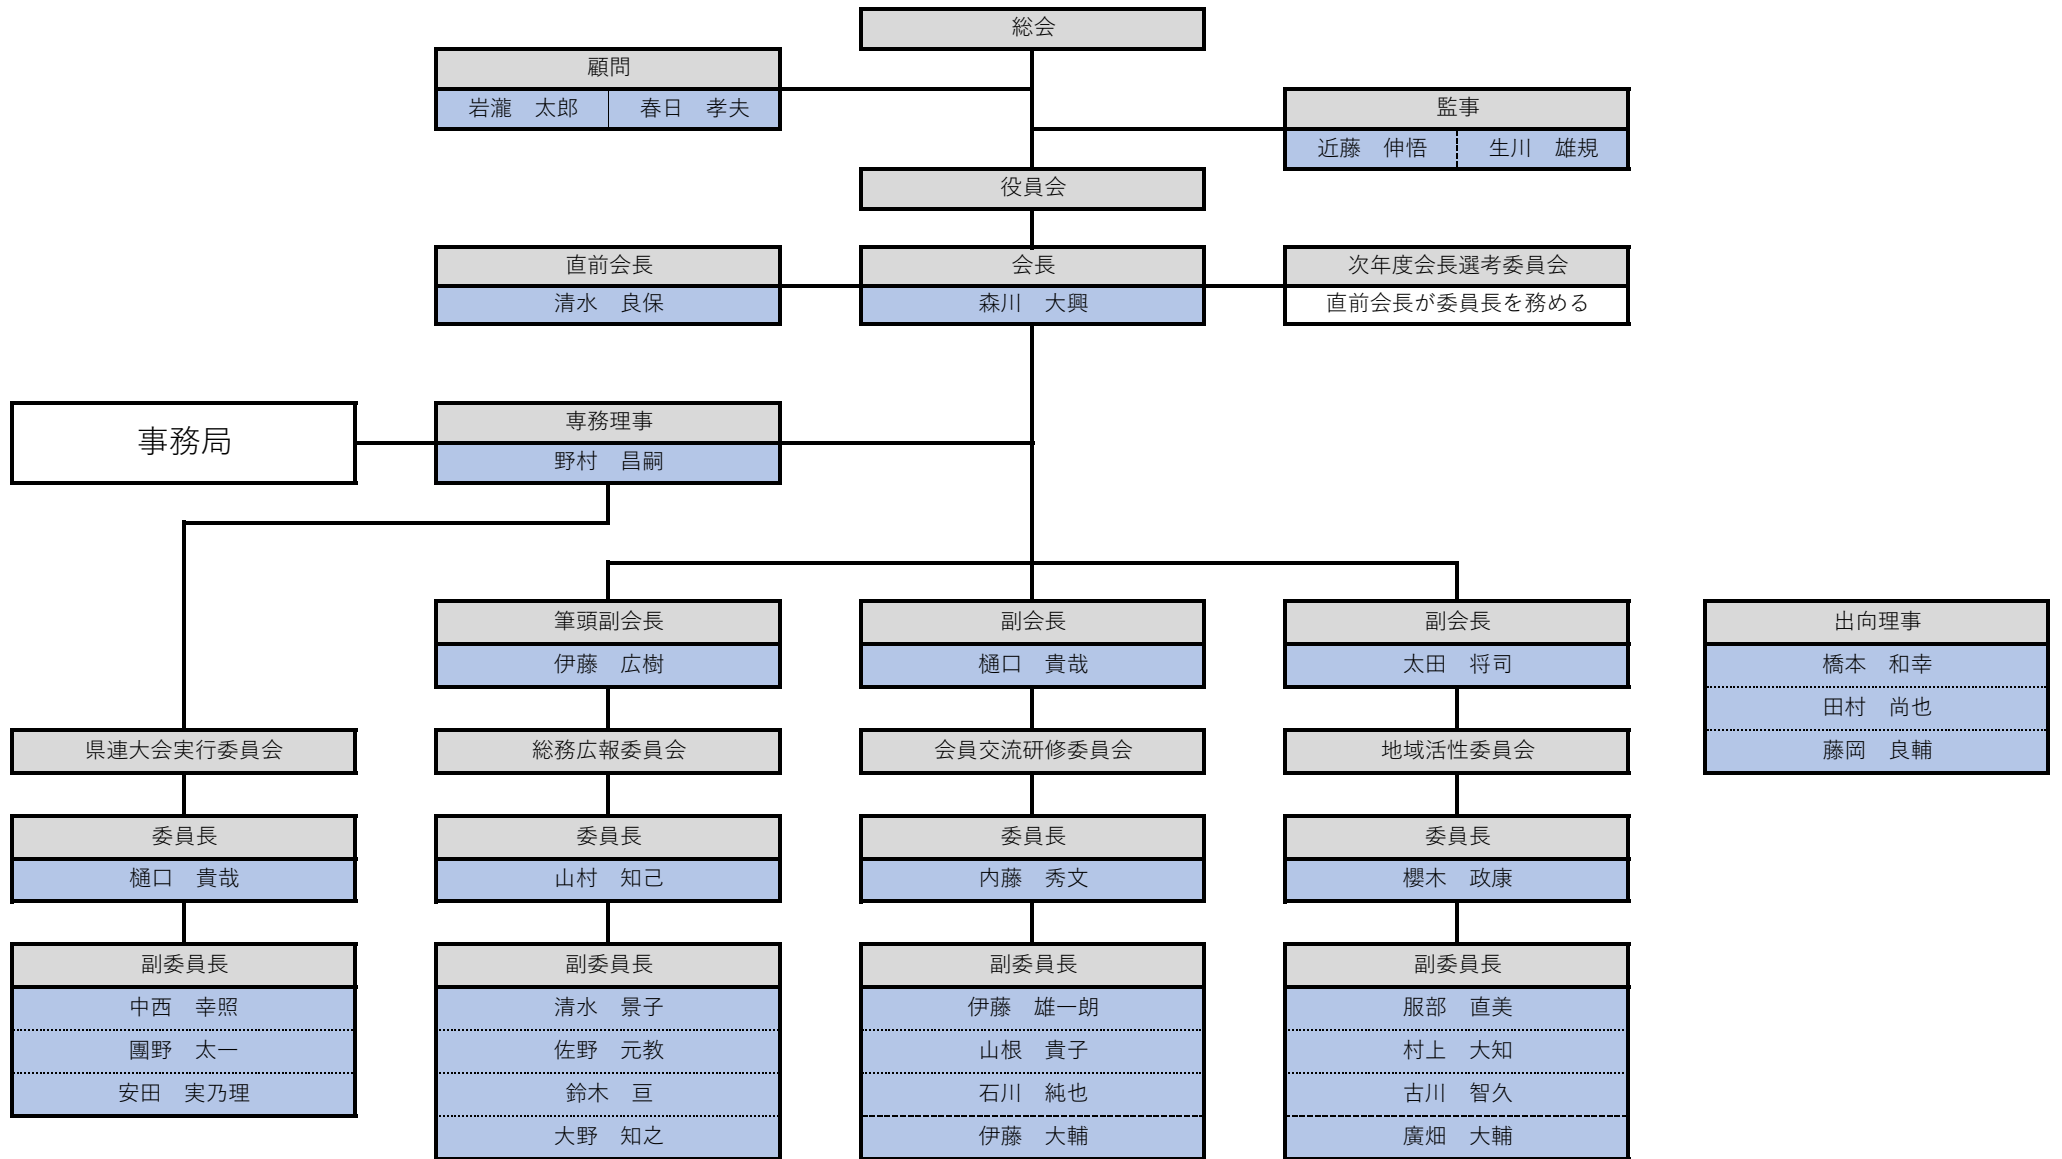 総会
顧問
岩瀧　太郎　春日　孝夫
監事
近藤　伸悟　生川　雄規
役員会
直前会長
清水　良保
会長
森川　大興
次年度会長選考委員会
直前会長が委員長を務める
事務局
専務理事
野村　昌嗣
筆頭副会長
伊藤　広樹
副会長
樋口　貴哉
副会長
太田　将司
出向理事
橋本　和幸
田村　尚也
藤岡　良輔
県連大会実行委員会
委員長
樋口　貴哉
副委員長
中西　幸照
團野　太一
安田　実乃理
総務広報委員会
委員長
山村　知己
副委員長
清水　景子
佐野　元教
鈴木　亘
大野　知之
会員交流研修委員会
委員長
内藤　秀文
副委員長
伊藤　雄一朗
山根　貴子
石川　純也
伊藤　大輔
地域活性委員会
委員長
櫻木　政康
副委員長
服部　直美
村上　大知
古川　智久
廣畑　大輔